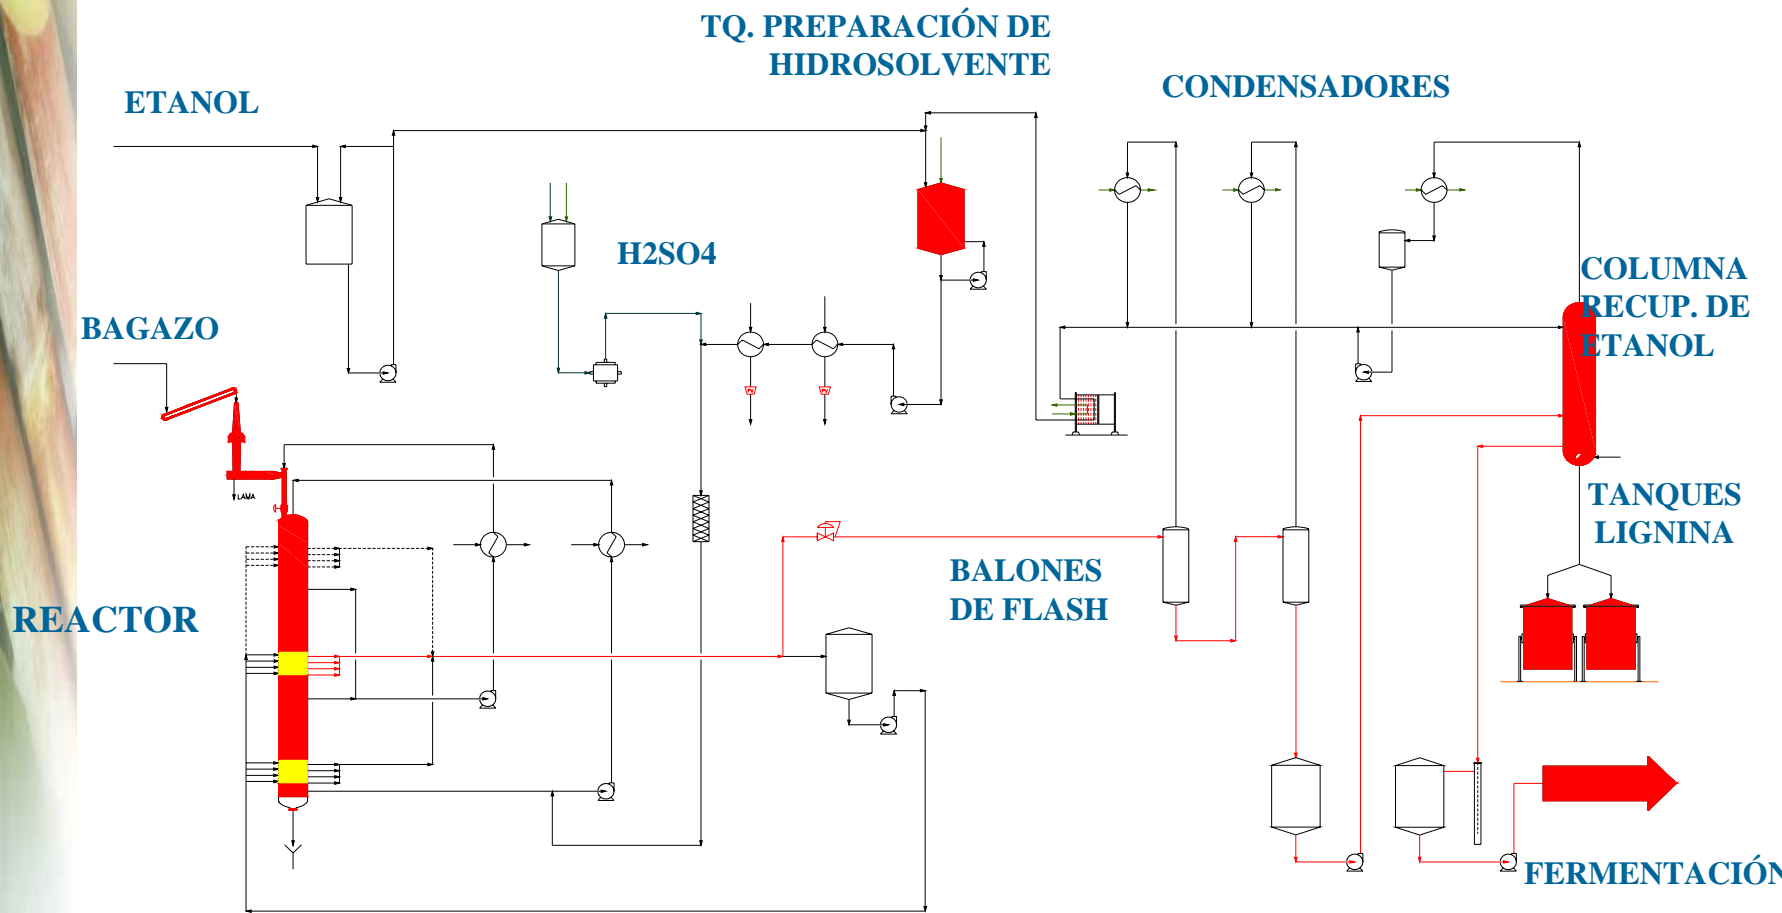 TQ. PREPARACIÓN DE
HIDROSOLVENTE
CONDENSADORES
ETANOL
H2SO4
COLUMNA
RECUP. DE
ETANOL
BAGAZO
LAMA
TANQUES
LIGNINA
BALONES
DE FLASH
REACTOR
FERMENTACIÓN